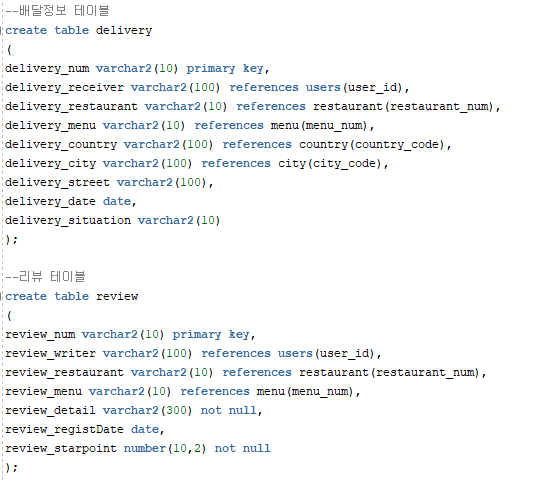 --배달정보 테이블
create table delivery
(
delivery_num varchar2(10) primary key,
delivery_receiver varchar2(100) references users(user_id),
delivery_restaurant varchar2(10) references restaurant(restaurant_num),
delivery_menu varchar2(10) references menu(menu_num),
delivery_country varchar2(100) references country(country_code),
delivery_city varchar2(100) references city(city_code),
delivery_street varchar2(100),
delivery_date date,
delivery_situation varchar2(10)
);
--리뷰 테이블
create table review
(
review_num varchar2(10) primary key,
review_writer varchar2(100) references users(user_id),
review_restaurant varchar2(10) references restaurant(restaurant_num),
review_menu varchar2(10) references menu(menu_num),
review_detail varchar2(300) not null,
review_registDate date,
review_starpoint number(10,2) not null
);